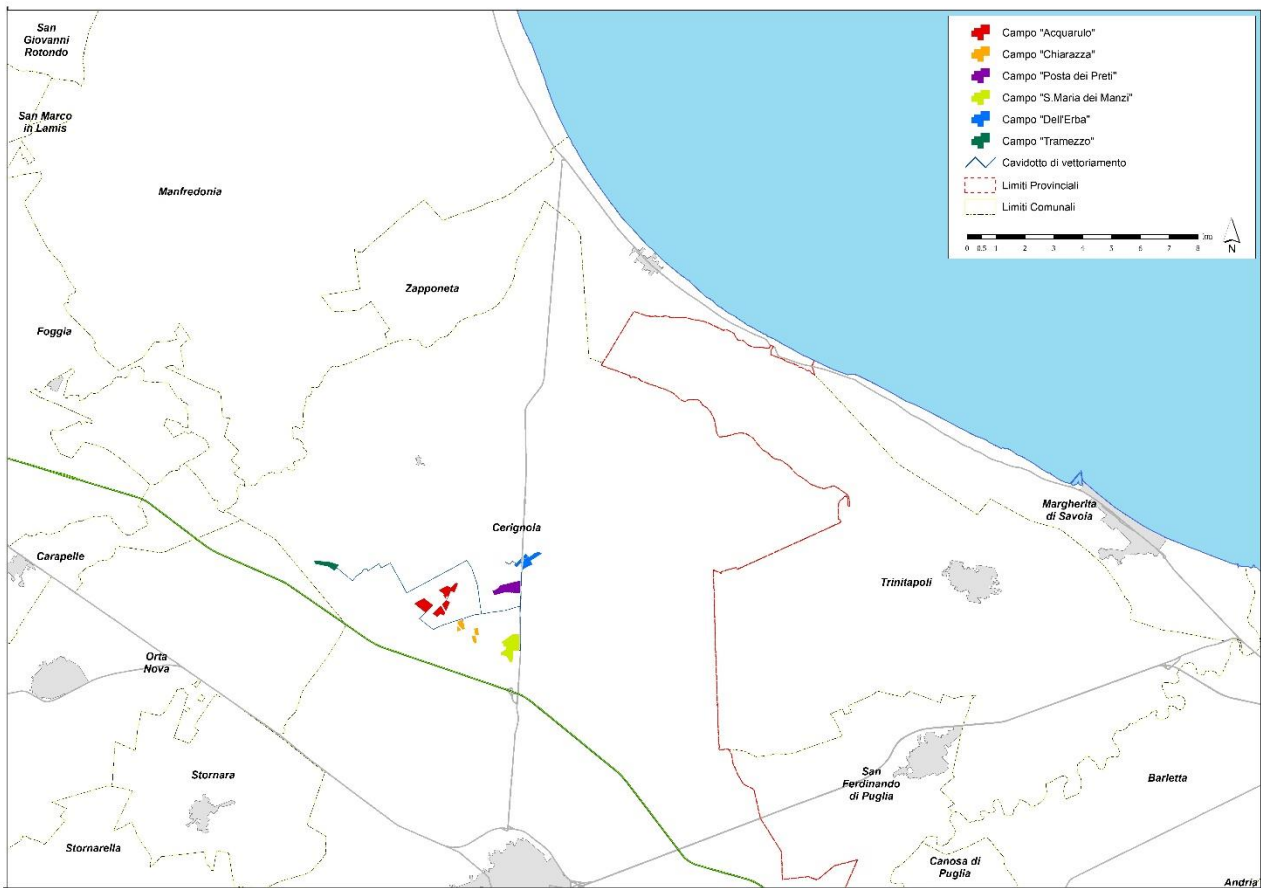 San
Giovanni
Rotondo
San Marco
in Lamis
Manfredonia
Zapponeta
Foggia
Cerignola
Carapelle
Orta
Nova
Stornara
Stornarella
Margherita
di Savoia
Trinitapoli
San
Ferdinando
di Puglia
Barletta
Canosa di
Puglia
Andria
Campo "Acquarulo"
Campo "Chiarazza"
Campo "Posta dei Preti"
Campo "S.Maria dei Manzi"
Campo "Dell'Erba"
Campo "Tramezzo"
Cavidotto di vettoriamento
Limiti Provinciali
Limiti Comunali
0 0,5 1 2 3 4 5 6 7 8 Km
N